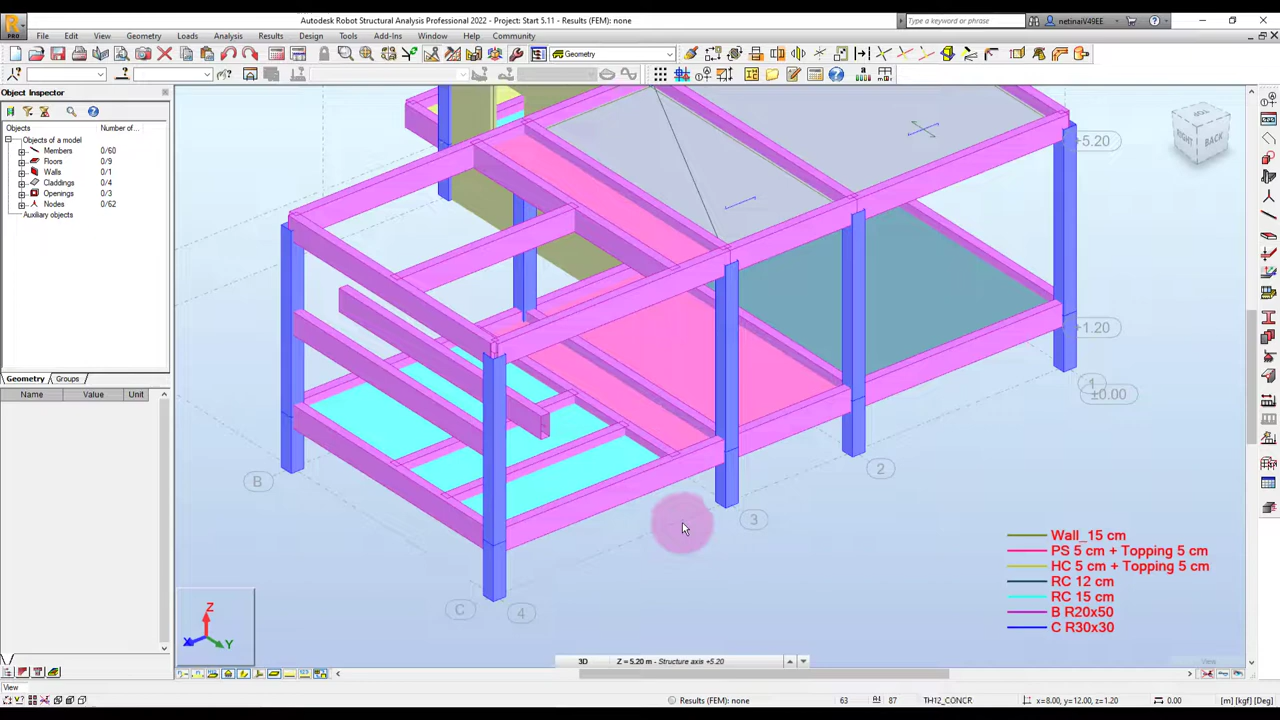 Autodesk Robot Structural Analysis Professional 2022 - Project: Start 5.11 - Results (FEM): none
Type a keyword or phrase
netinaiV49EE
PRO
File Edit View Geometry Loads Analysis Results Design Tools Add-Ins Window Help Community
Geometry
Object Inspector
Objects Number of...
Objects of a model
Members 0/60
Floors 0/9
Walls 0/1
Claddings 0/4
Openings 0/3
Nodes 0/62
Auxiliary objects
Geometry Groups
Name Value Unit
RIGHT BACK
+5.20
+1.20
1
±0.00
2
3
B
C 4
Wall_15 cm
PS 5 cm + Topping 5 cm
HC 5 cm + Topping 5 cm
RC 12 cm
RC 15 cm
B R20x50
C R30x30
Z
X
Y
3D Z = 5.20 m - Structure axis +5.20
View
View
Results (FEM): none 63 87 TH12_CONCR x=8.00, y=12.00, z=1.20 0.00 [m] [kgf] [Deg]